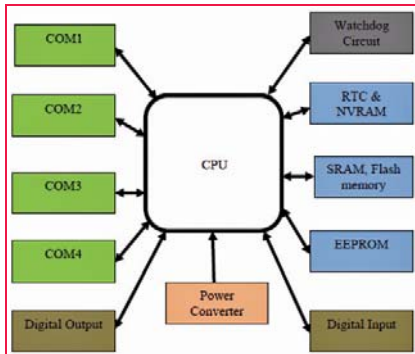 COM1
COM2
COM3
COM4
Digital Output
CPU
Power
Converter
Watchdog
Circuit
RTC &
NVRAM
SRAM, Flash
memory
EEPROM
Digital Input